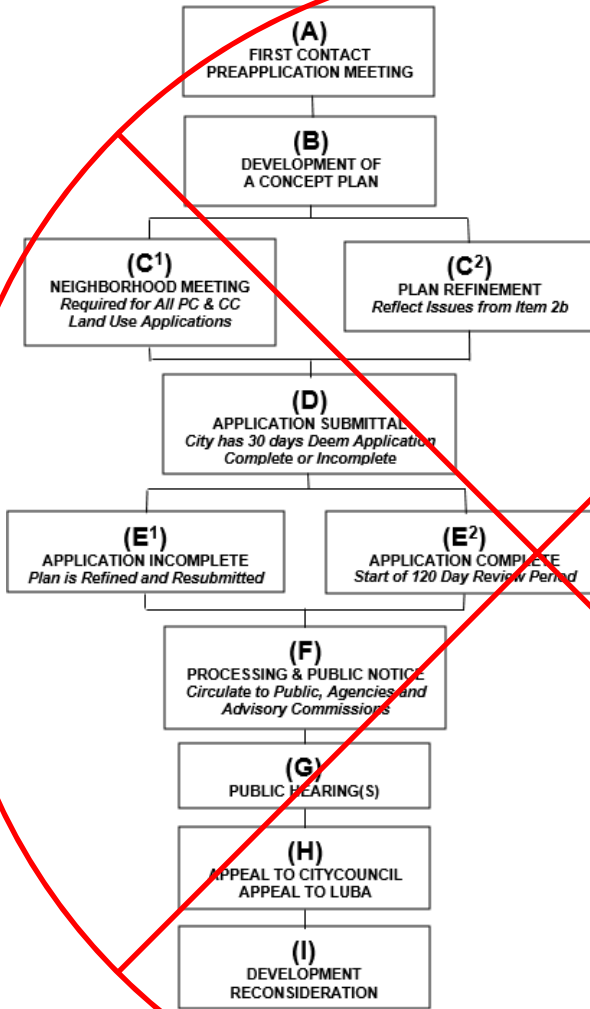 (A)
FIRST CONTACT
PREAPPLICATION MEETING
(B)
DEVELOPMENT OF
A CONCEPT PLAN
(C¹)
NEIGHBORHOOD MEETING
Required for All PC & CC
Land Use Applications
(C²)
PLAN REFINEMENT
Reflect Issues from Item 2b
(D)
APPLICATION SUBMITTAL
City has 30 days Deem Application
Complete or Incomplete
(E¹)
APPLICATION INCOMPLETE
Plan is Refined and Resubmitted
(E²)
APPLICATION COMPLETE
Start of 120 Day Review Period
(F)
PROCESSING & PUBLIC NOTICE
Circulate to Public, Agencies and
Advisory Commissions
(G)
PUBLIC HEARING(S)
(H)
APPEAL TO CITYCOUNCIL
APPEAL TO LUBA
(I)
DEVELOPMENT
RECONSIDERATION